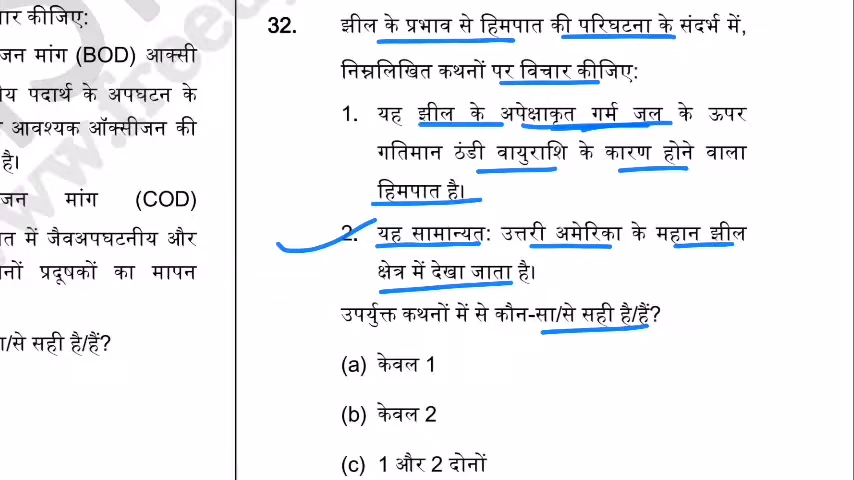 ार कीजिए:
जन मांग (BOD) आक्सी
य पदार्थ के अपघटन के
आवश्यक ऑक्सीजन की
है।
जन मांग (COD)
त में जैवअपघटनीय और
नों प्रदूषकों का मापन
ा/से सही है/हैं?
32. झील के प्रभाव से हिमपात की परिघटना के संदर्भ में,
निम्नलिखित कथनों पर विचार कीजिए:
1. यह झील के अपेक्षाकृत गर्म जल के ऊपर
गतिमान ठंडी वायुराशि के कारण होने वाला
हिमपात है।
2. यह सामान्यत: उत्तरी अमेरिका के महान झील
क्षेत्र में देखा जाता है।
उपर्युक्त कथनों में से कौन-सा/से सही है/हैं?
(a) केवल 1
(b) केवल 2
(c) 1 और 2 दोनों